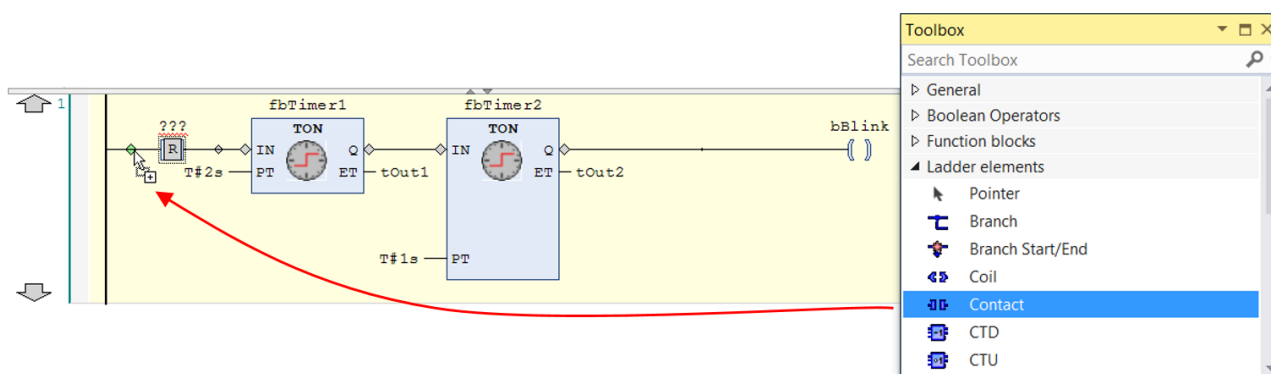 Toolbox
Search Toolbox
General
Boolean Operators
Function blocks
Ladder elements
Pointer
Branch
Branch Start/End
Coil
Contact
CTD
CTU
1
fbTimer1 fbTimer2
??? TON TON bBlink
R IN Q IN Q
T#2s PT ET tOut1 ET tOut2
T#1s PT